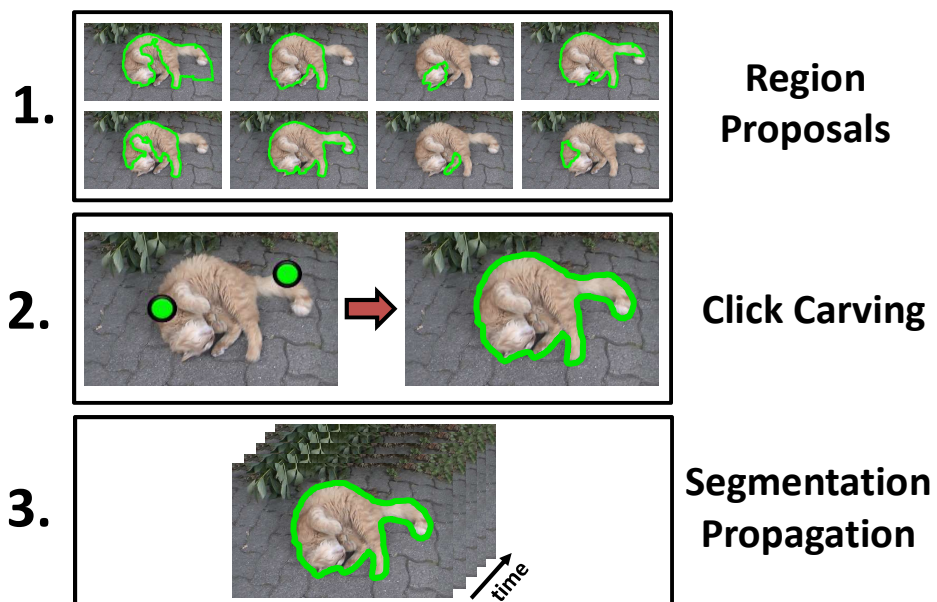 1.
Region
Proposals
2.
Click Carving
3.
Segmentation
Propagation
time